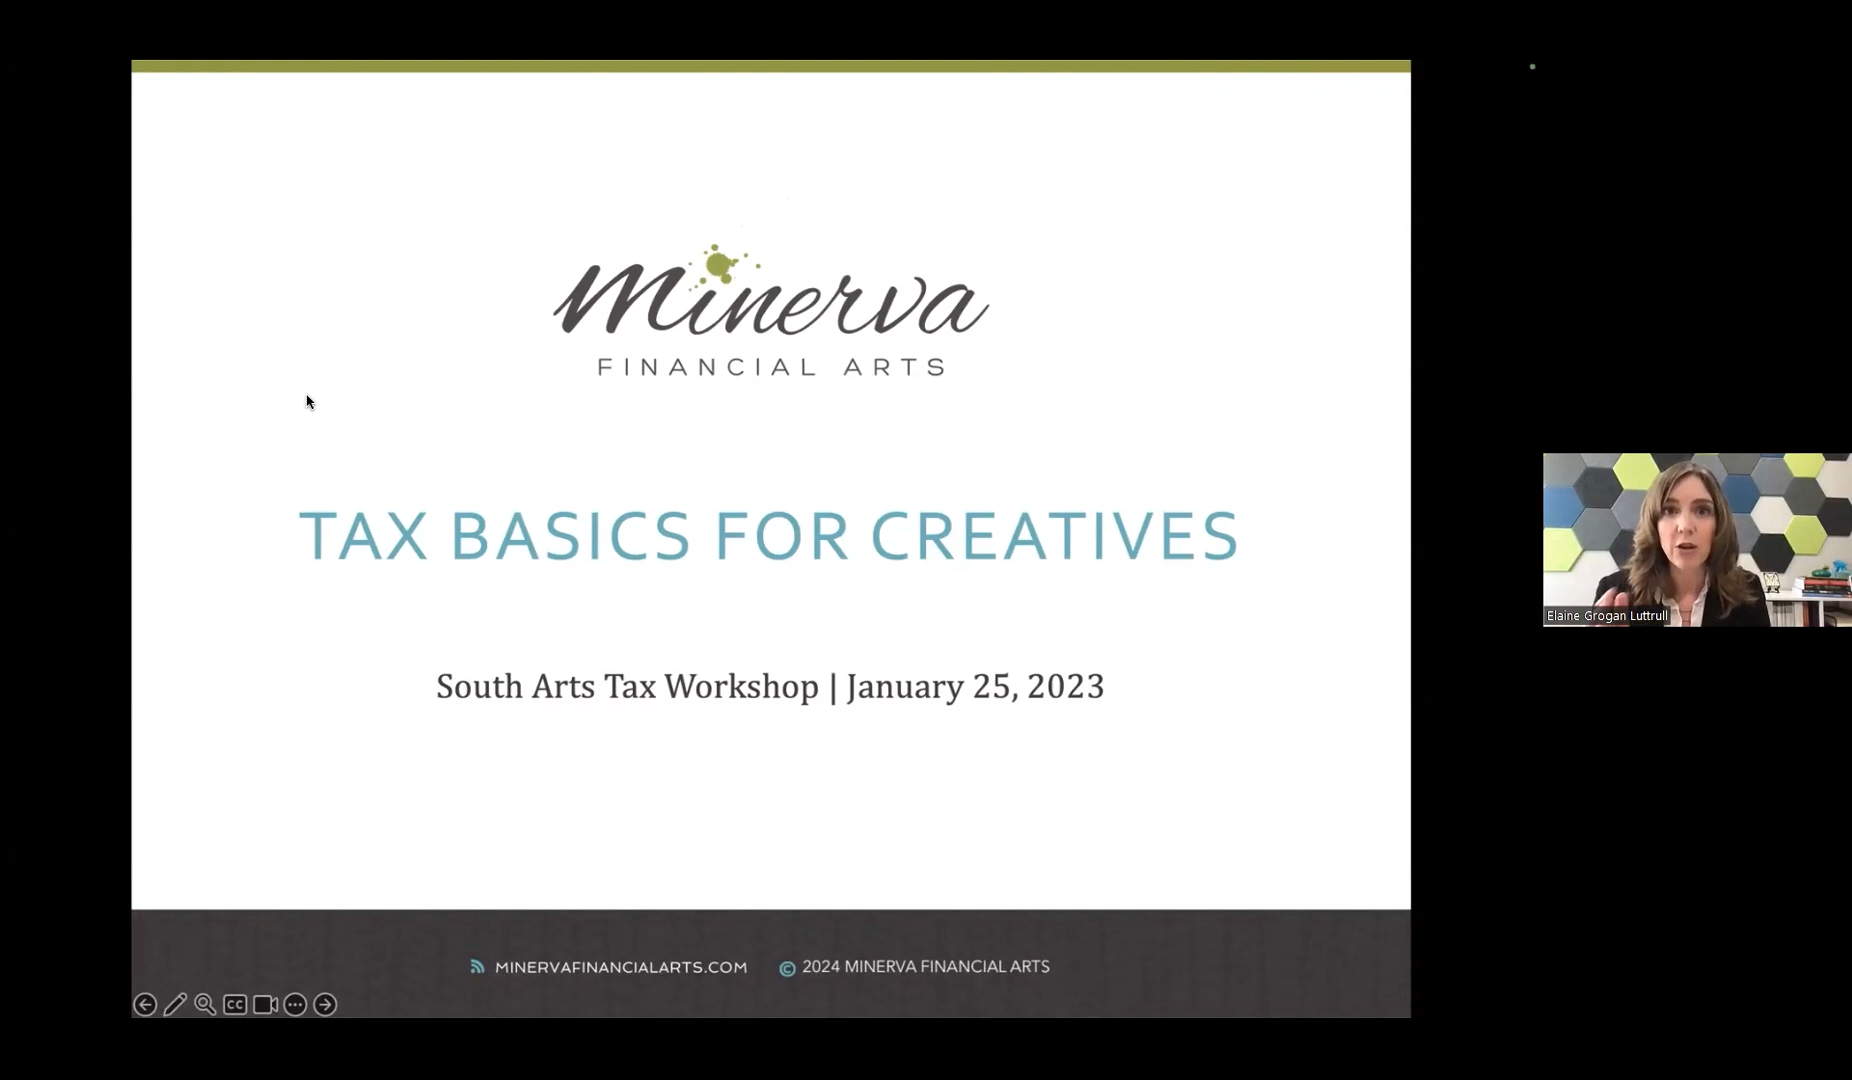 Minerva
FINANCIAL ARTS
TAX BASICS FOR CREATIVES
South Arts Tax Workshop | January 25, 2023
MINERVAFINANCIALARTS.COM © 2024 MINERVA FINANCIAL ARTS
CC
Elaine Grogan Luttrull